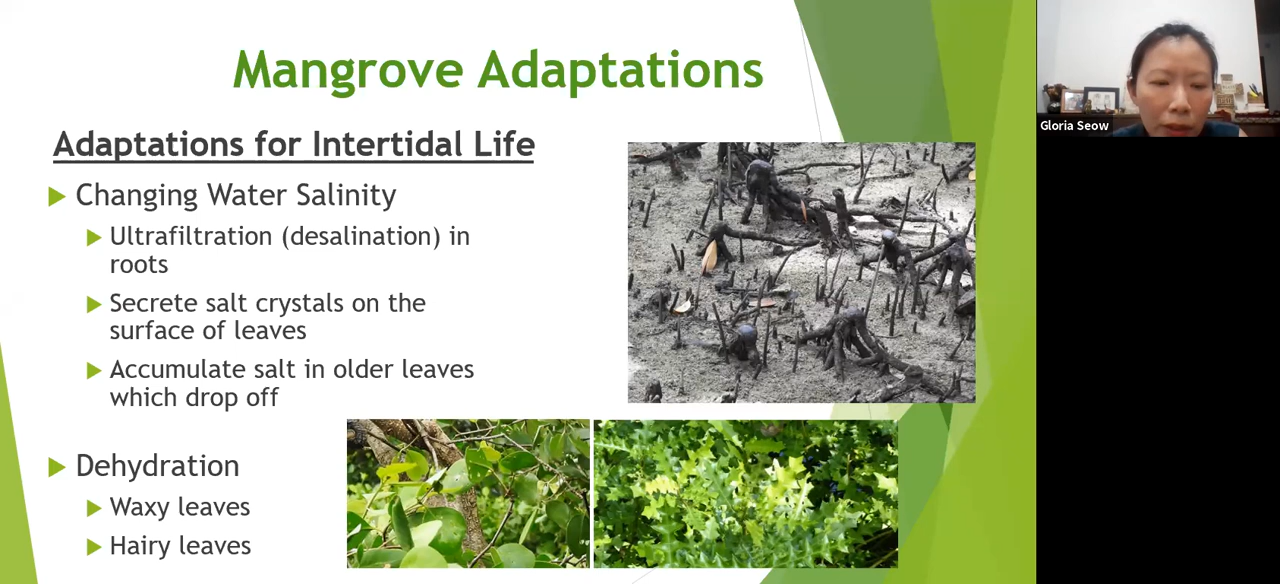 Mangrove Adaptations
Adaptations for Intertidal Life
Changing Water Salinity
Ultrafiltration (desalination) in
roots
Secrete salt crystals on the
surface of leaves
Accumulate salt in older leaves
which drop off
Dehydration
Waxy leaves
Hairy leaves
Gloria Seow